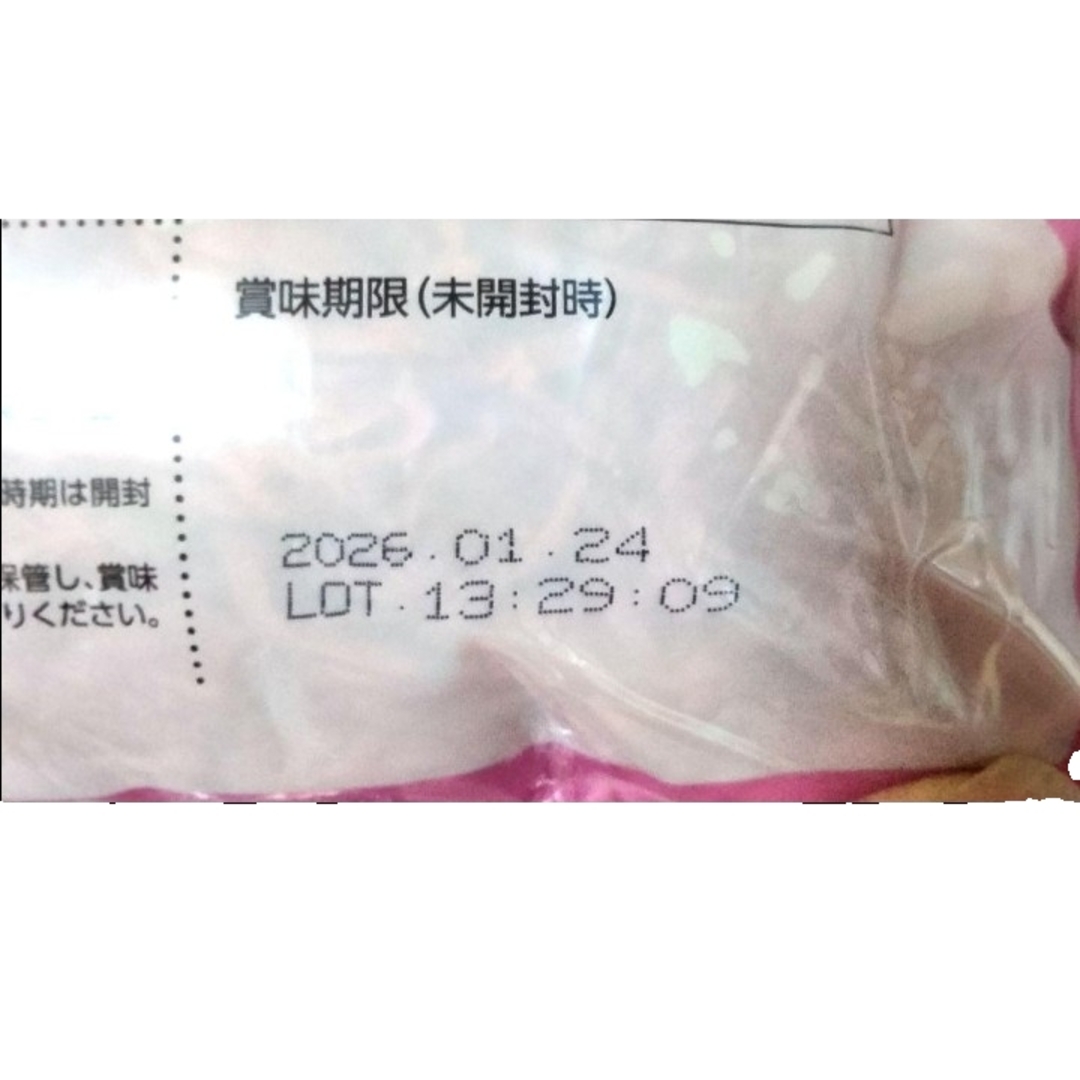 賞味期限(未開封時)
時期は開封
保管し、賞味
りください。
2026.01.24
LOT.13:29:09